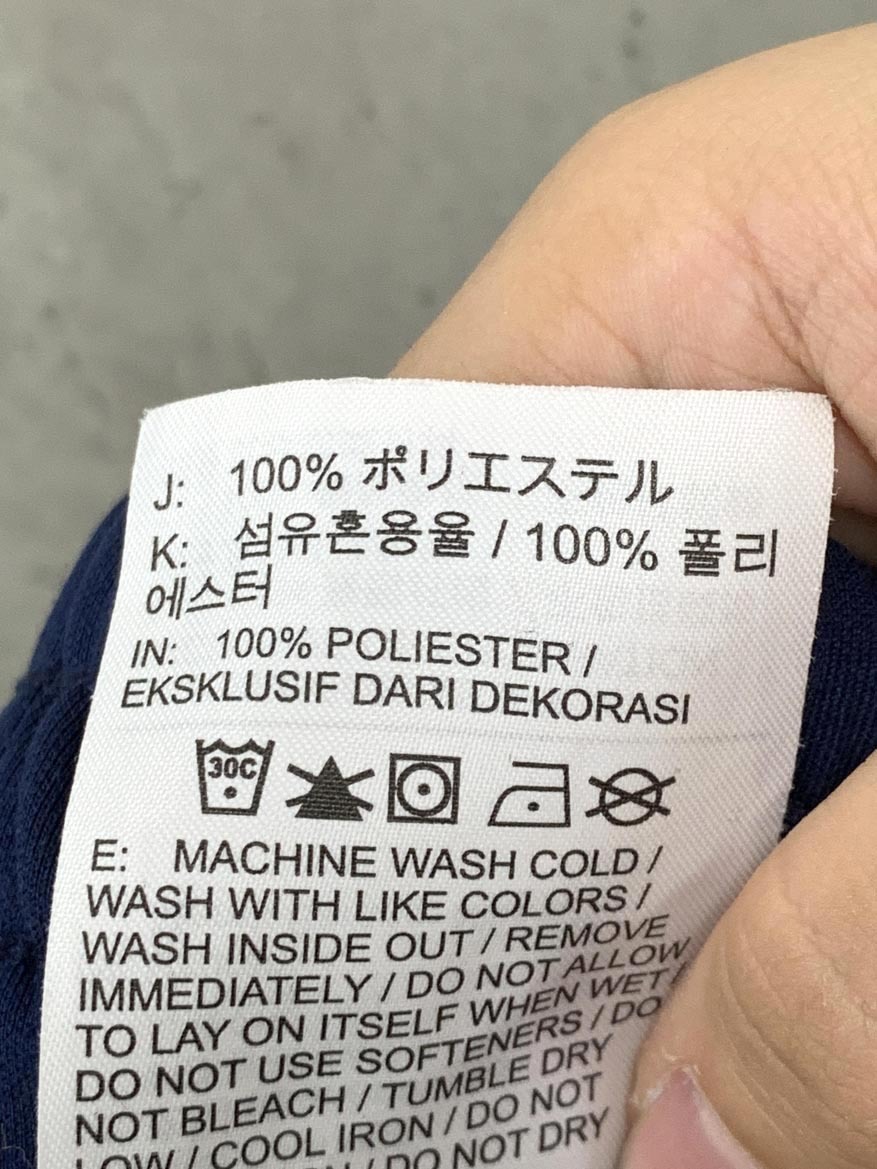 J: 100% ポリエステル
K: 섬유혼용율 / 100% 폴리
에스터
IN: 100% POLIESTER /
EKSKLUSIF DARI DEKORASI
30C
E: MACHINE WASH COLD /
WASH WITH LIKE COLORS /
WASH INSIDE OUT / REMOVE
IMMEDIATELY / DO NOT ALLOW
TO LAY ON ITSELF WHEN WET /
DO NOT USE SOFTENERS / DO
NOT BLEACH / TUMBLE DRY
LOW / COOL IRON / DO NOT
/ DO NOT DRY